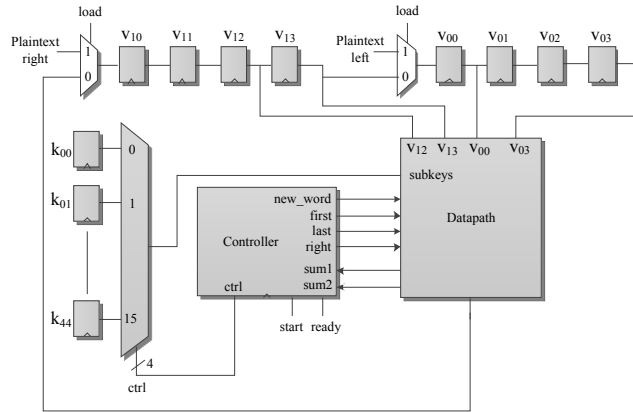 load
load
Plaintext right
1
0
v10
v11
v12
v13
Plaintext left
1
0
v00
v01
v02
v03
k00
0
k01
1
k44
15
4
ctrl
Controller
new_word
first
last
right
sum1
sum2
ctrl
start
ready
v12
v13
v00
v03
subkeys
Datapath